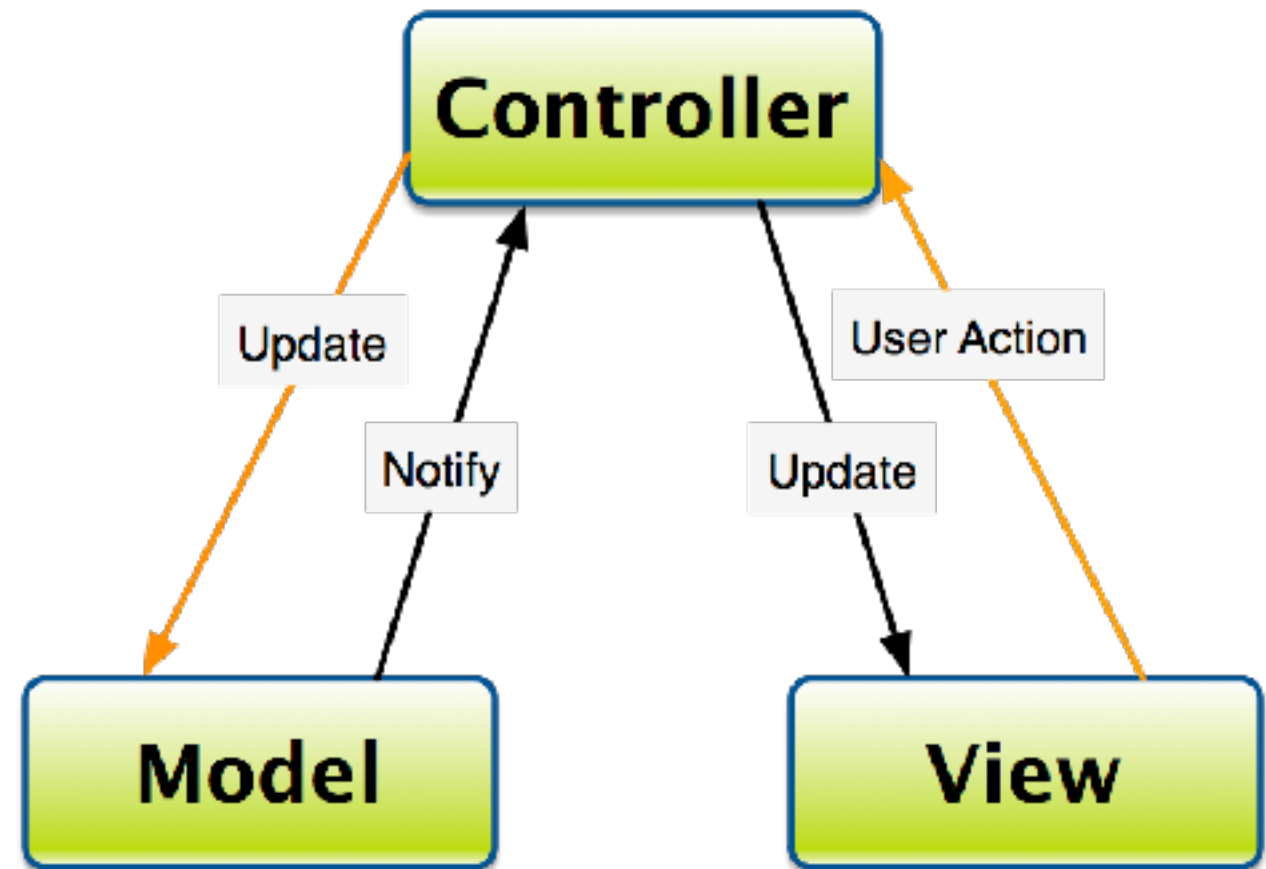 Controller
Update
User Action
Notify
Update
Model
View